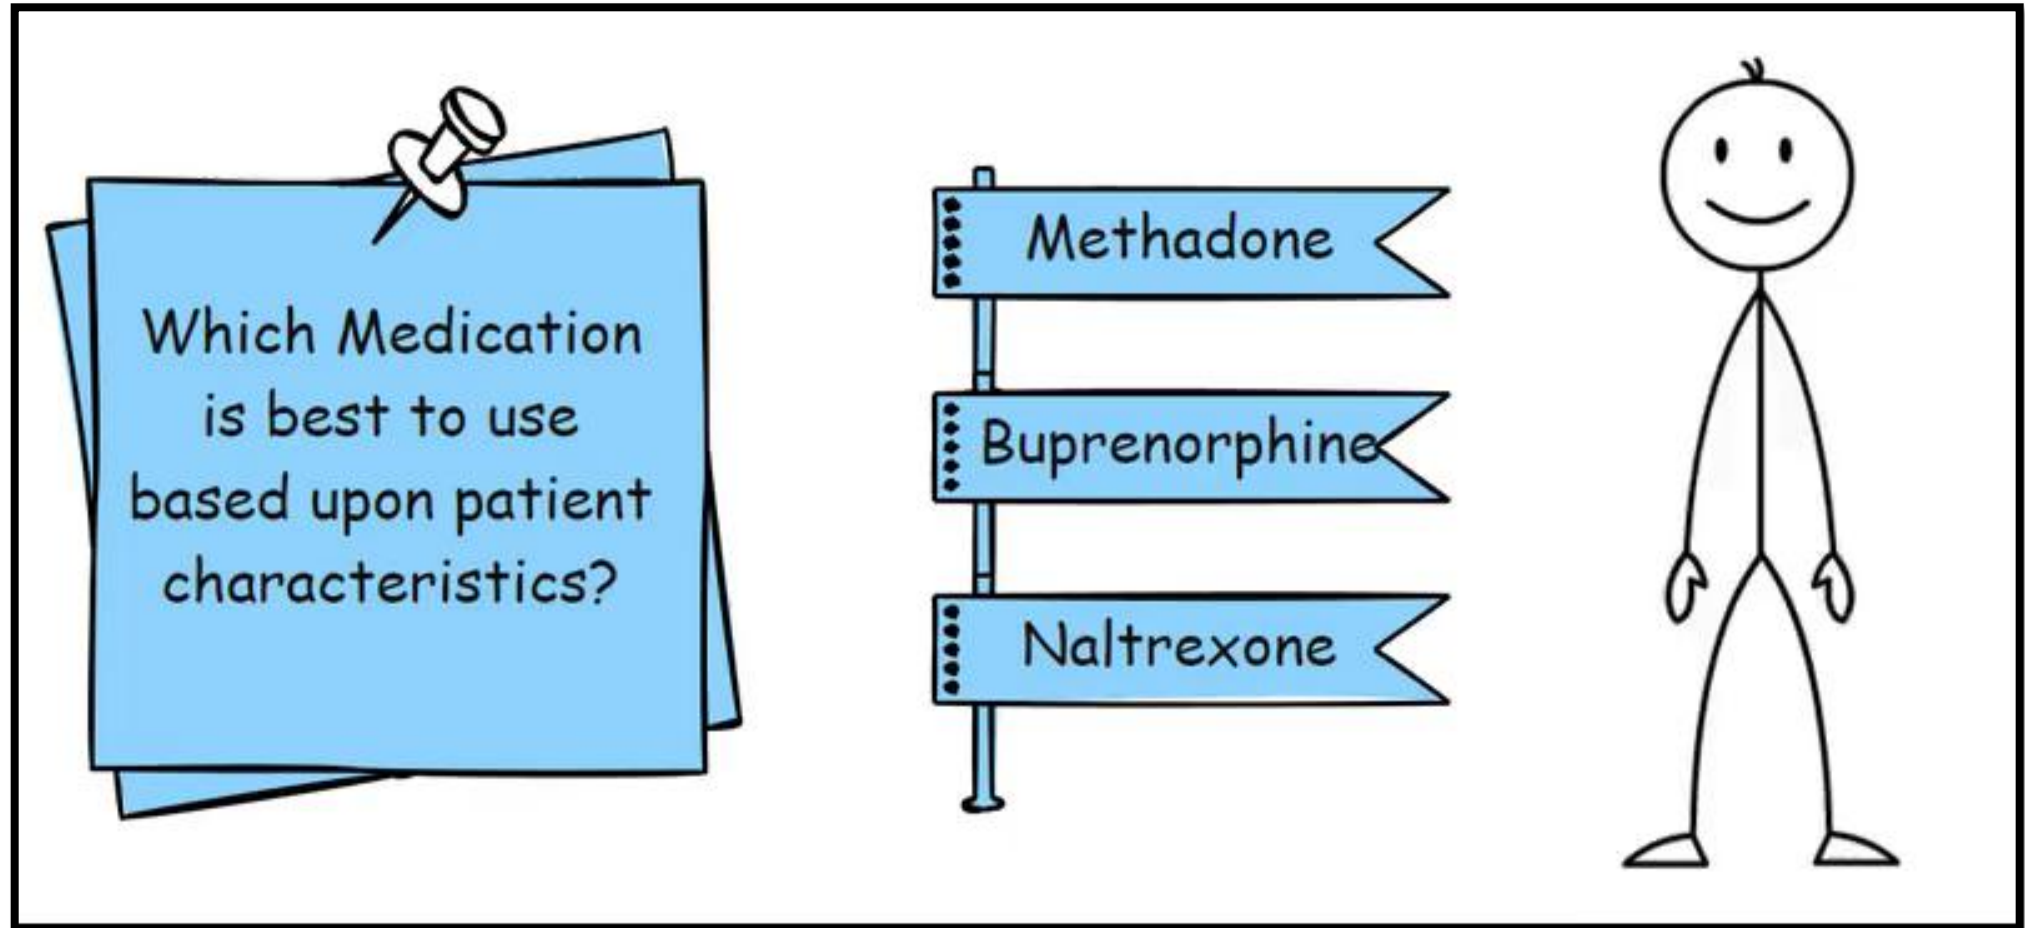 Which Medication
is best to use
based upon patient
characteristics?
Methadone
Buprenorphine
Naltrexone